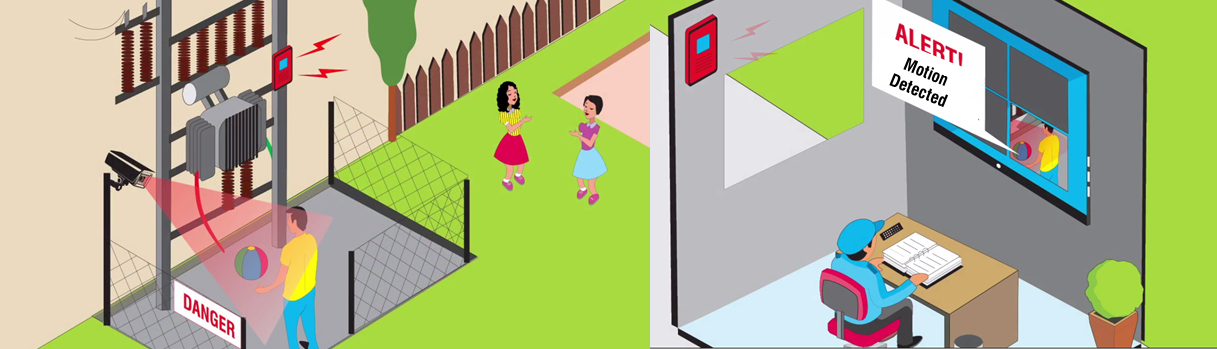 DANGER
ALERT!
Motion
Detected